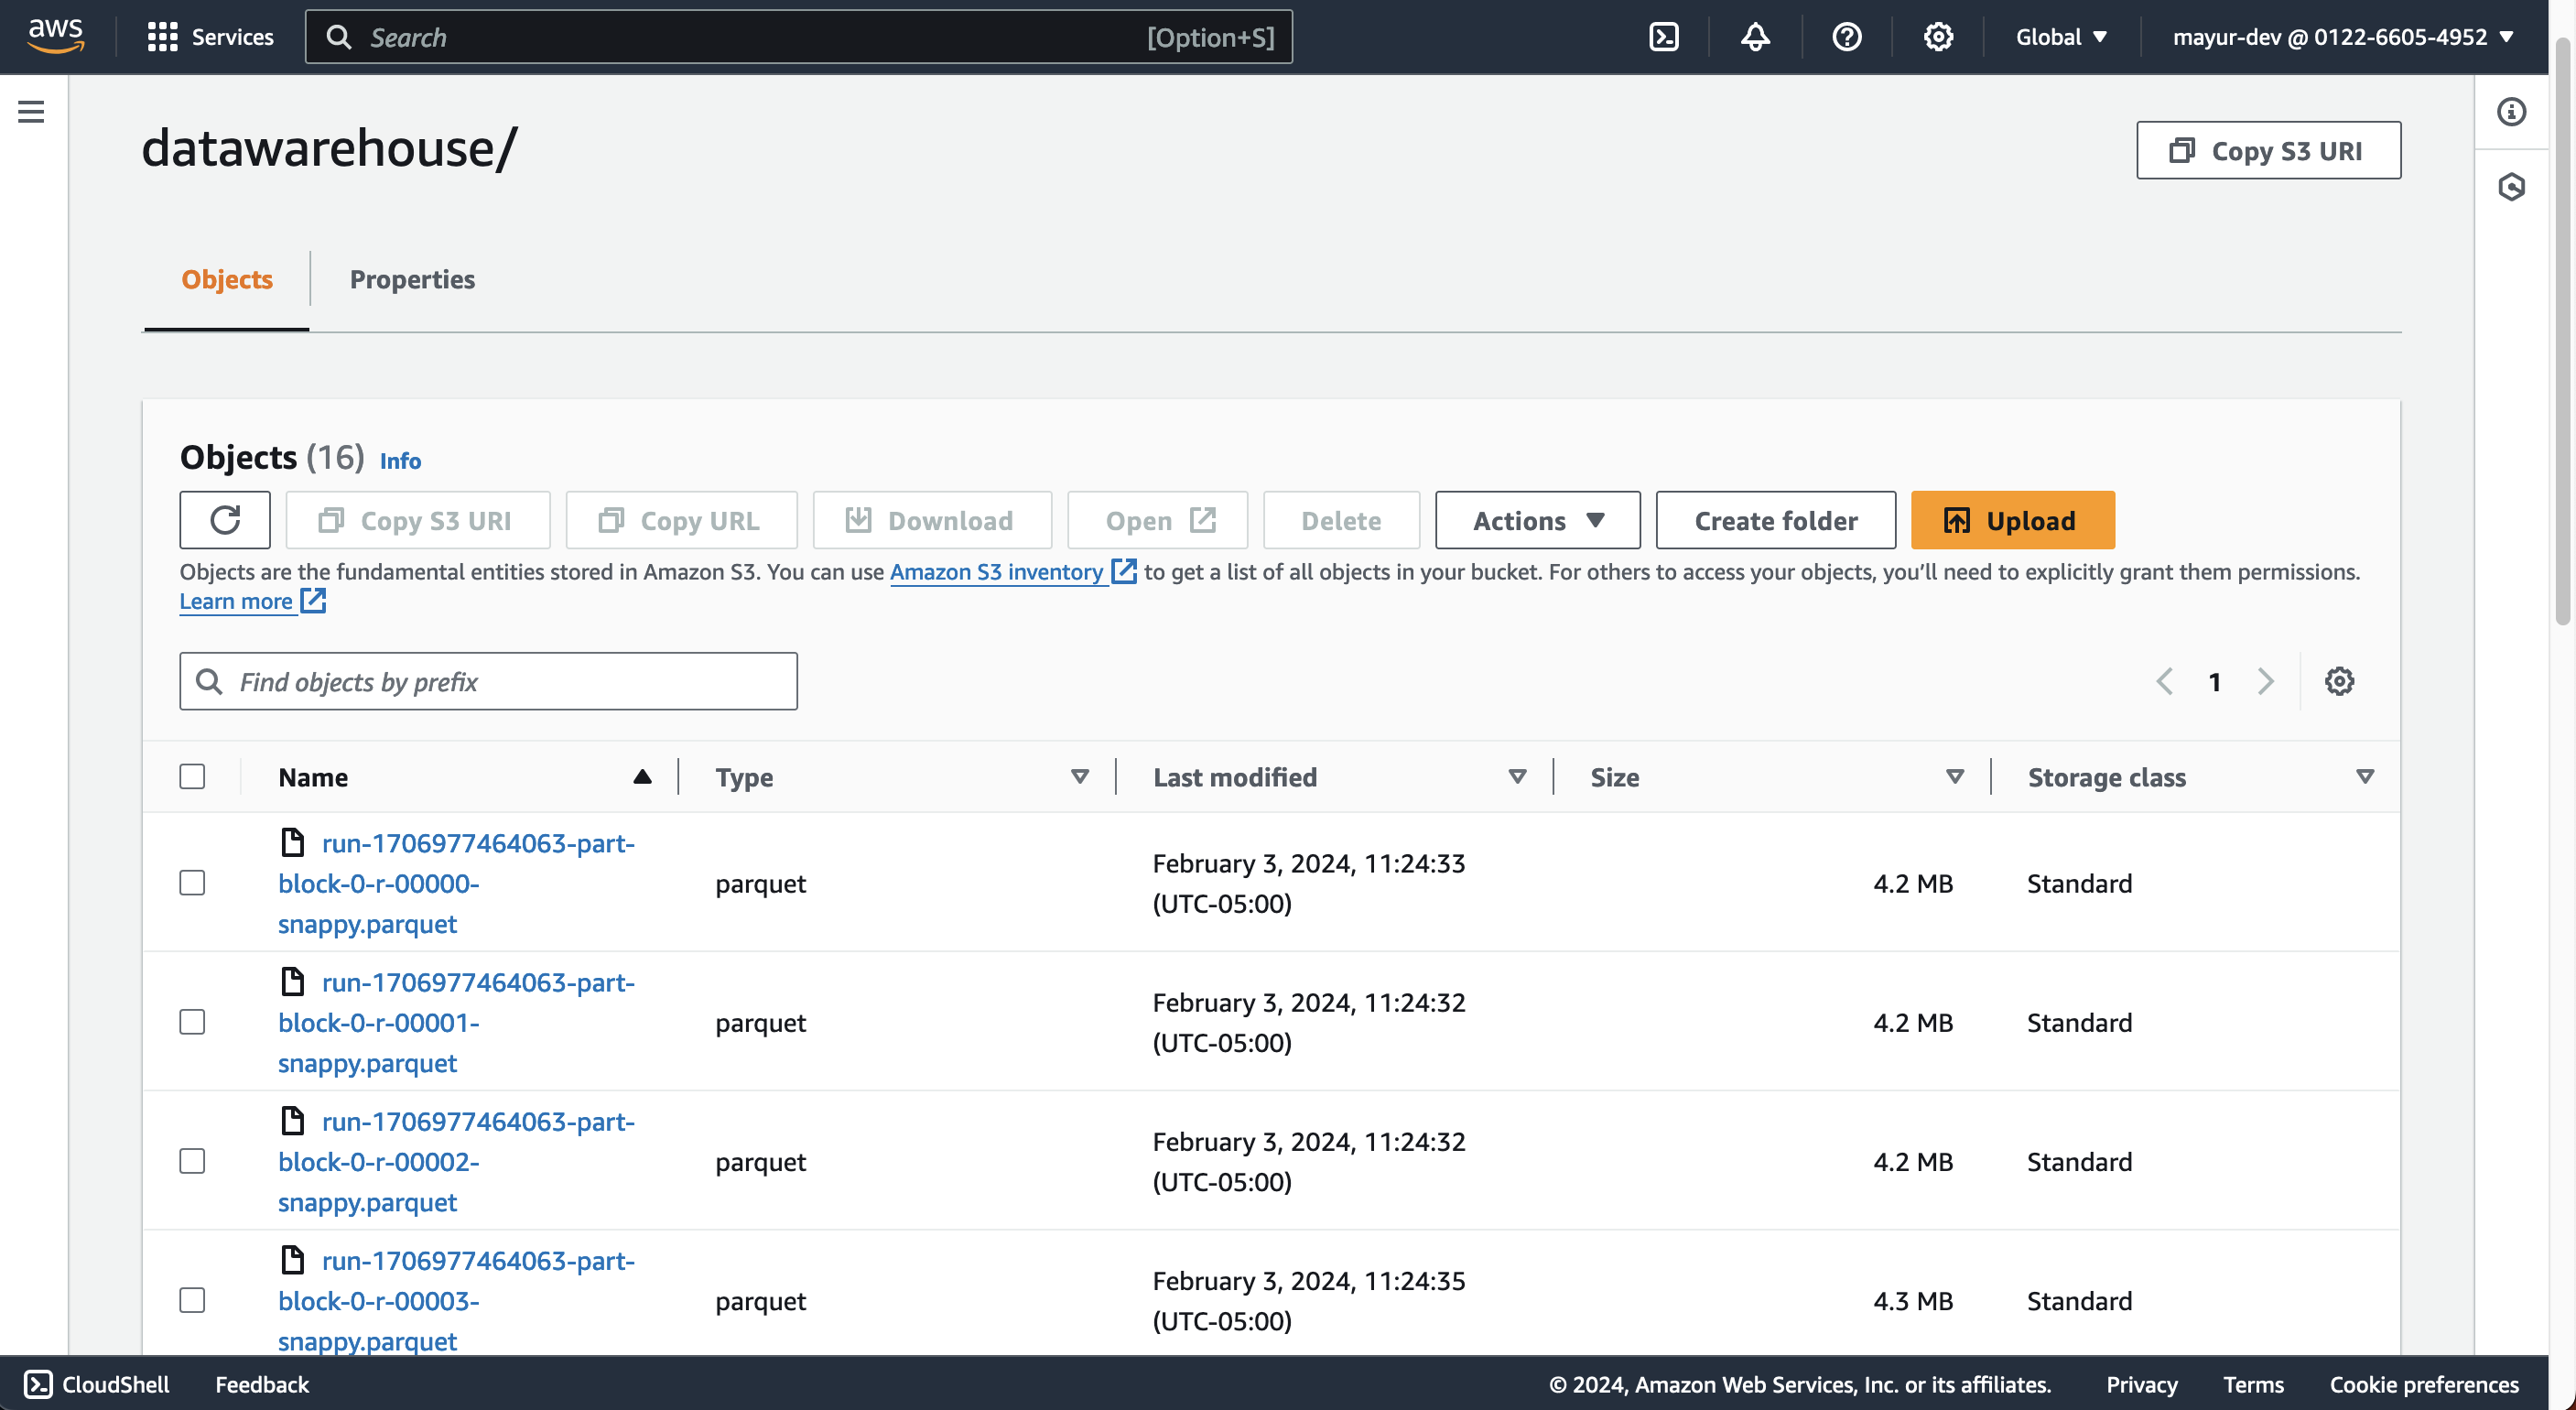 aws
Services
Search
[Option+S]
Global
mayur-dev @ 0122-6605-4952
datawarehouse/
Copy S3 URI
Objects
Properties
Objects (16) Info
Copy S3 URI
Copy URL
Download
Open
Delete
Actions
Create folder
Upload
Objects are the fundamental entities stored in Amazon S3. You can use Amazon S3 inventory to get a list of all objects in your bucket. For others to access your objects, you’ll need to explicitly grant them permissions.
Learn more
Find objects by prefix
1
Name
Type
Last modified
Size
Storage class
run-1706977464063-part-
block-0-r-00000-
snappy.parquet
parquet
February 3, 2024, 11:24:33
(UTC-05:00)
4.2 MB
Standard
run-1706977464063-part-
block-0-r-00001-
snappy.parquet
parquet
February 3, 2024, 11:24:32
(UTC-05:00)
4.2 MB
Standard
run-1706977464063-part-
block-0-r-00002-
snappy.parquet
parquet
February 3, 2024, 11:24:32
(UTC-05:00)
4.2 MB
Standard
run-1706977464063-part-
block-0-r-00003-
snappy.parquet
parquet
February 3, 2024, 11:24:35
(UTC-05:00)
4.3 MB
Standard
CloudShell
Feedback
© 2024, Amazon Web Services, Inc. or its affiliates.
Privacy
Terms
Cookie preferences